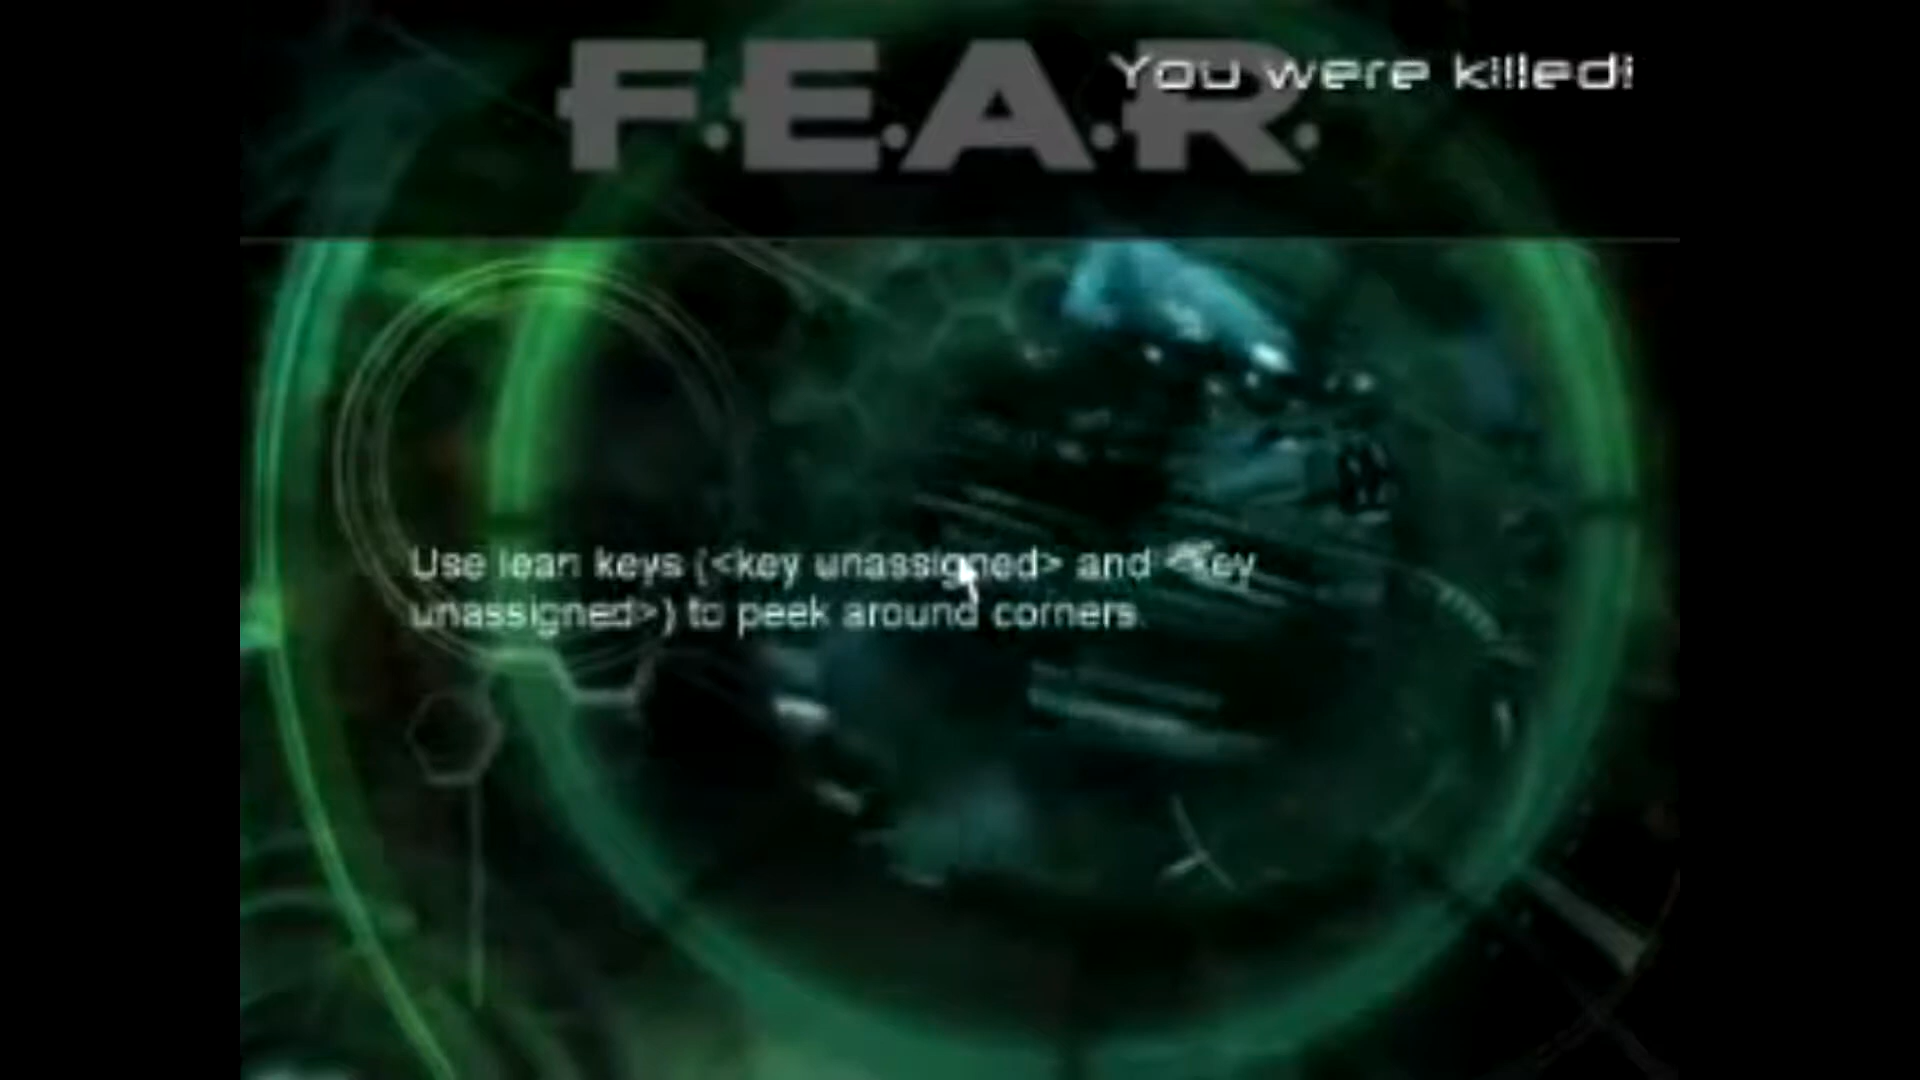 F.E.A.R.
You were killed!
Use lean keys (<key unassigned> and <key
unassigned>) to peek around corners.